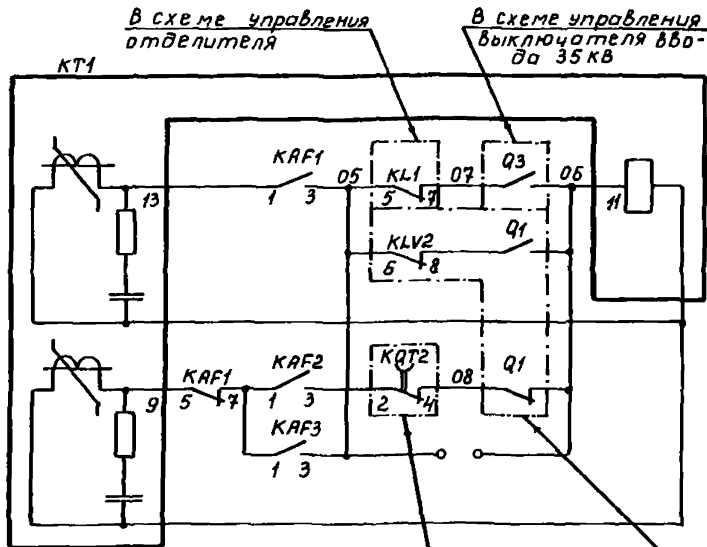 В схеме управления
отделителя
В схеме управления
выключателя вво-
да 35 кВ
КТ1
13
KAF1
1 3
05
KL1
5 7
07
Q3
06
11
KLV2
6 8
Q1
9
KAF1
5 7
KAF2
1 3
KQT2
2 4
08
Q1
KAF3
1 3